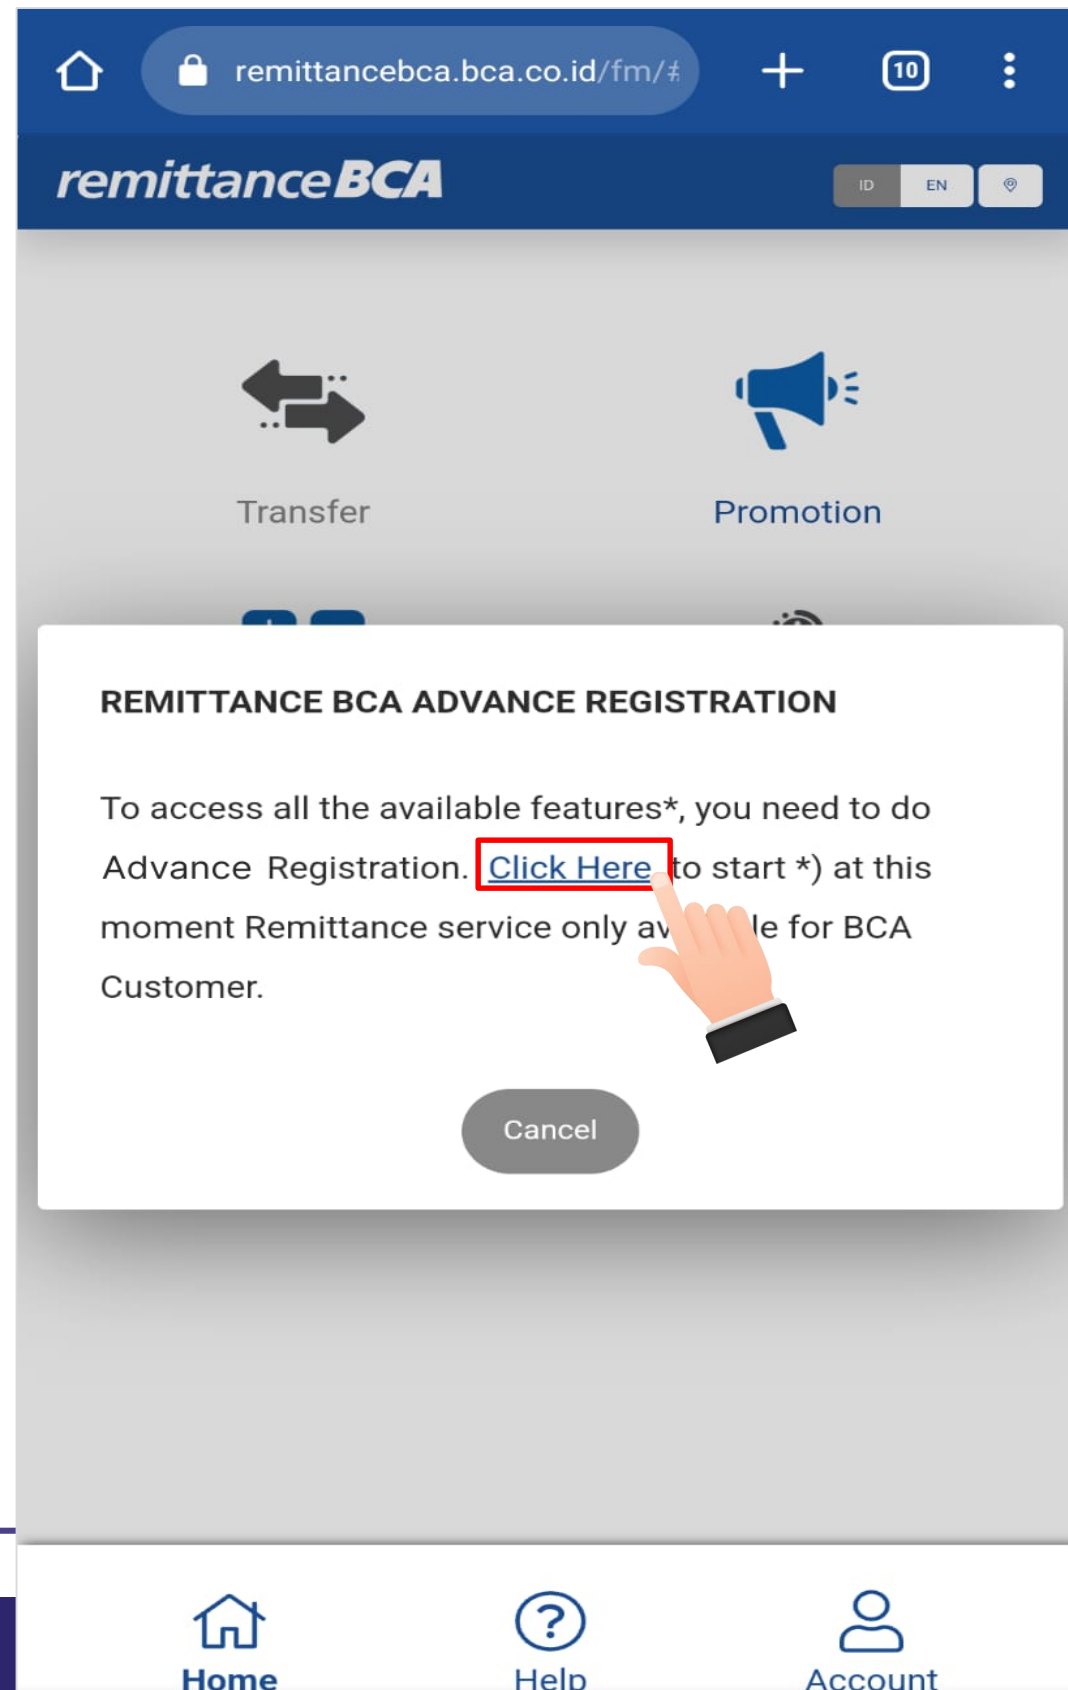 remittancebca.bca.co.id/fm/#
10
remittanceBCA
ID EN
Transfer
Promotion
REMITTANCE BCA ADVANCE REGISTRATION
To access all the available features*, you need to do
Advance Registration. Click Here to start *) at this
moment Remittance service only le for BCA
Customer.
Cancel
Home
Help
Account